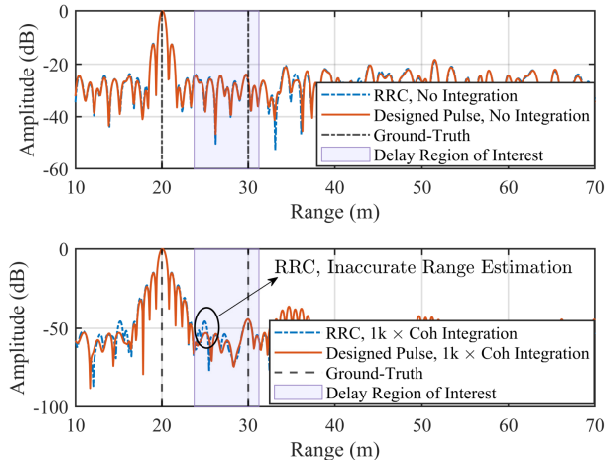 0
-20
-40
-60
Amplitude (dB)
RRC, No Integration
Designed Pulse, No Integration
Ground-Truth
Delay Region of Interest
10 20 30 40 50 60 70
Range (m)
0
-50
-100
Amplitude (dB)
RRC, Inaccurate Range Estimation
RRC, 1k × Coh Integration
Designed Pulse, 1k × Coh Integration
Ground-Truth
Delay Region of Interest
10 20 30 40 50 60 70
Range (m)